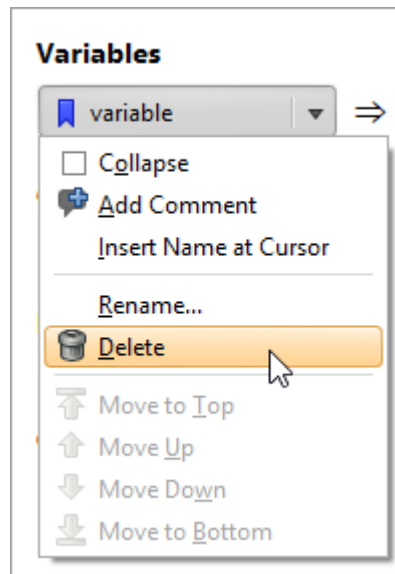 Variables
variable
Collapse
Add Comment
Insert Name at Cursor
Rename...
Delete
Move to Top
Move Up
Move Down
Move to Bottom